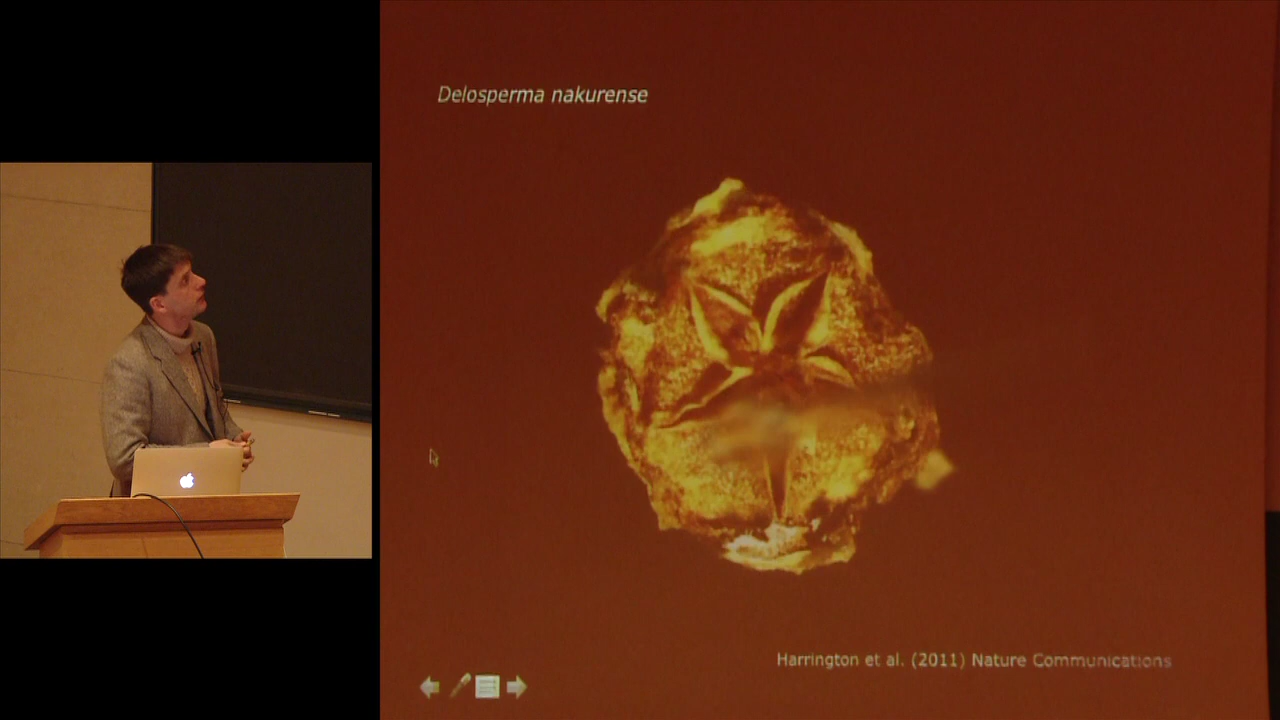 Delosperma nakurense
Harrington et al. (2011) Nature Communications